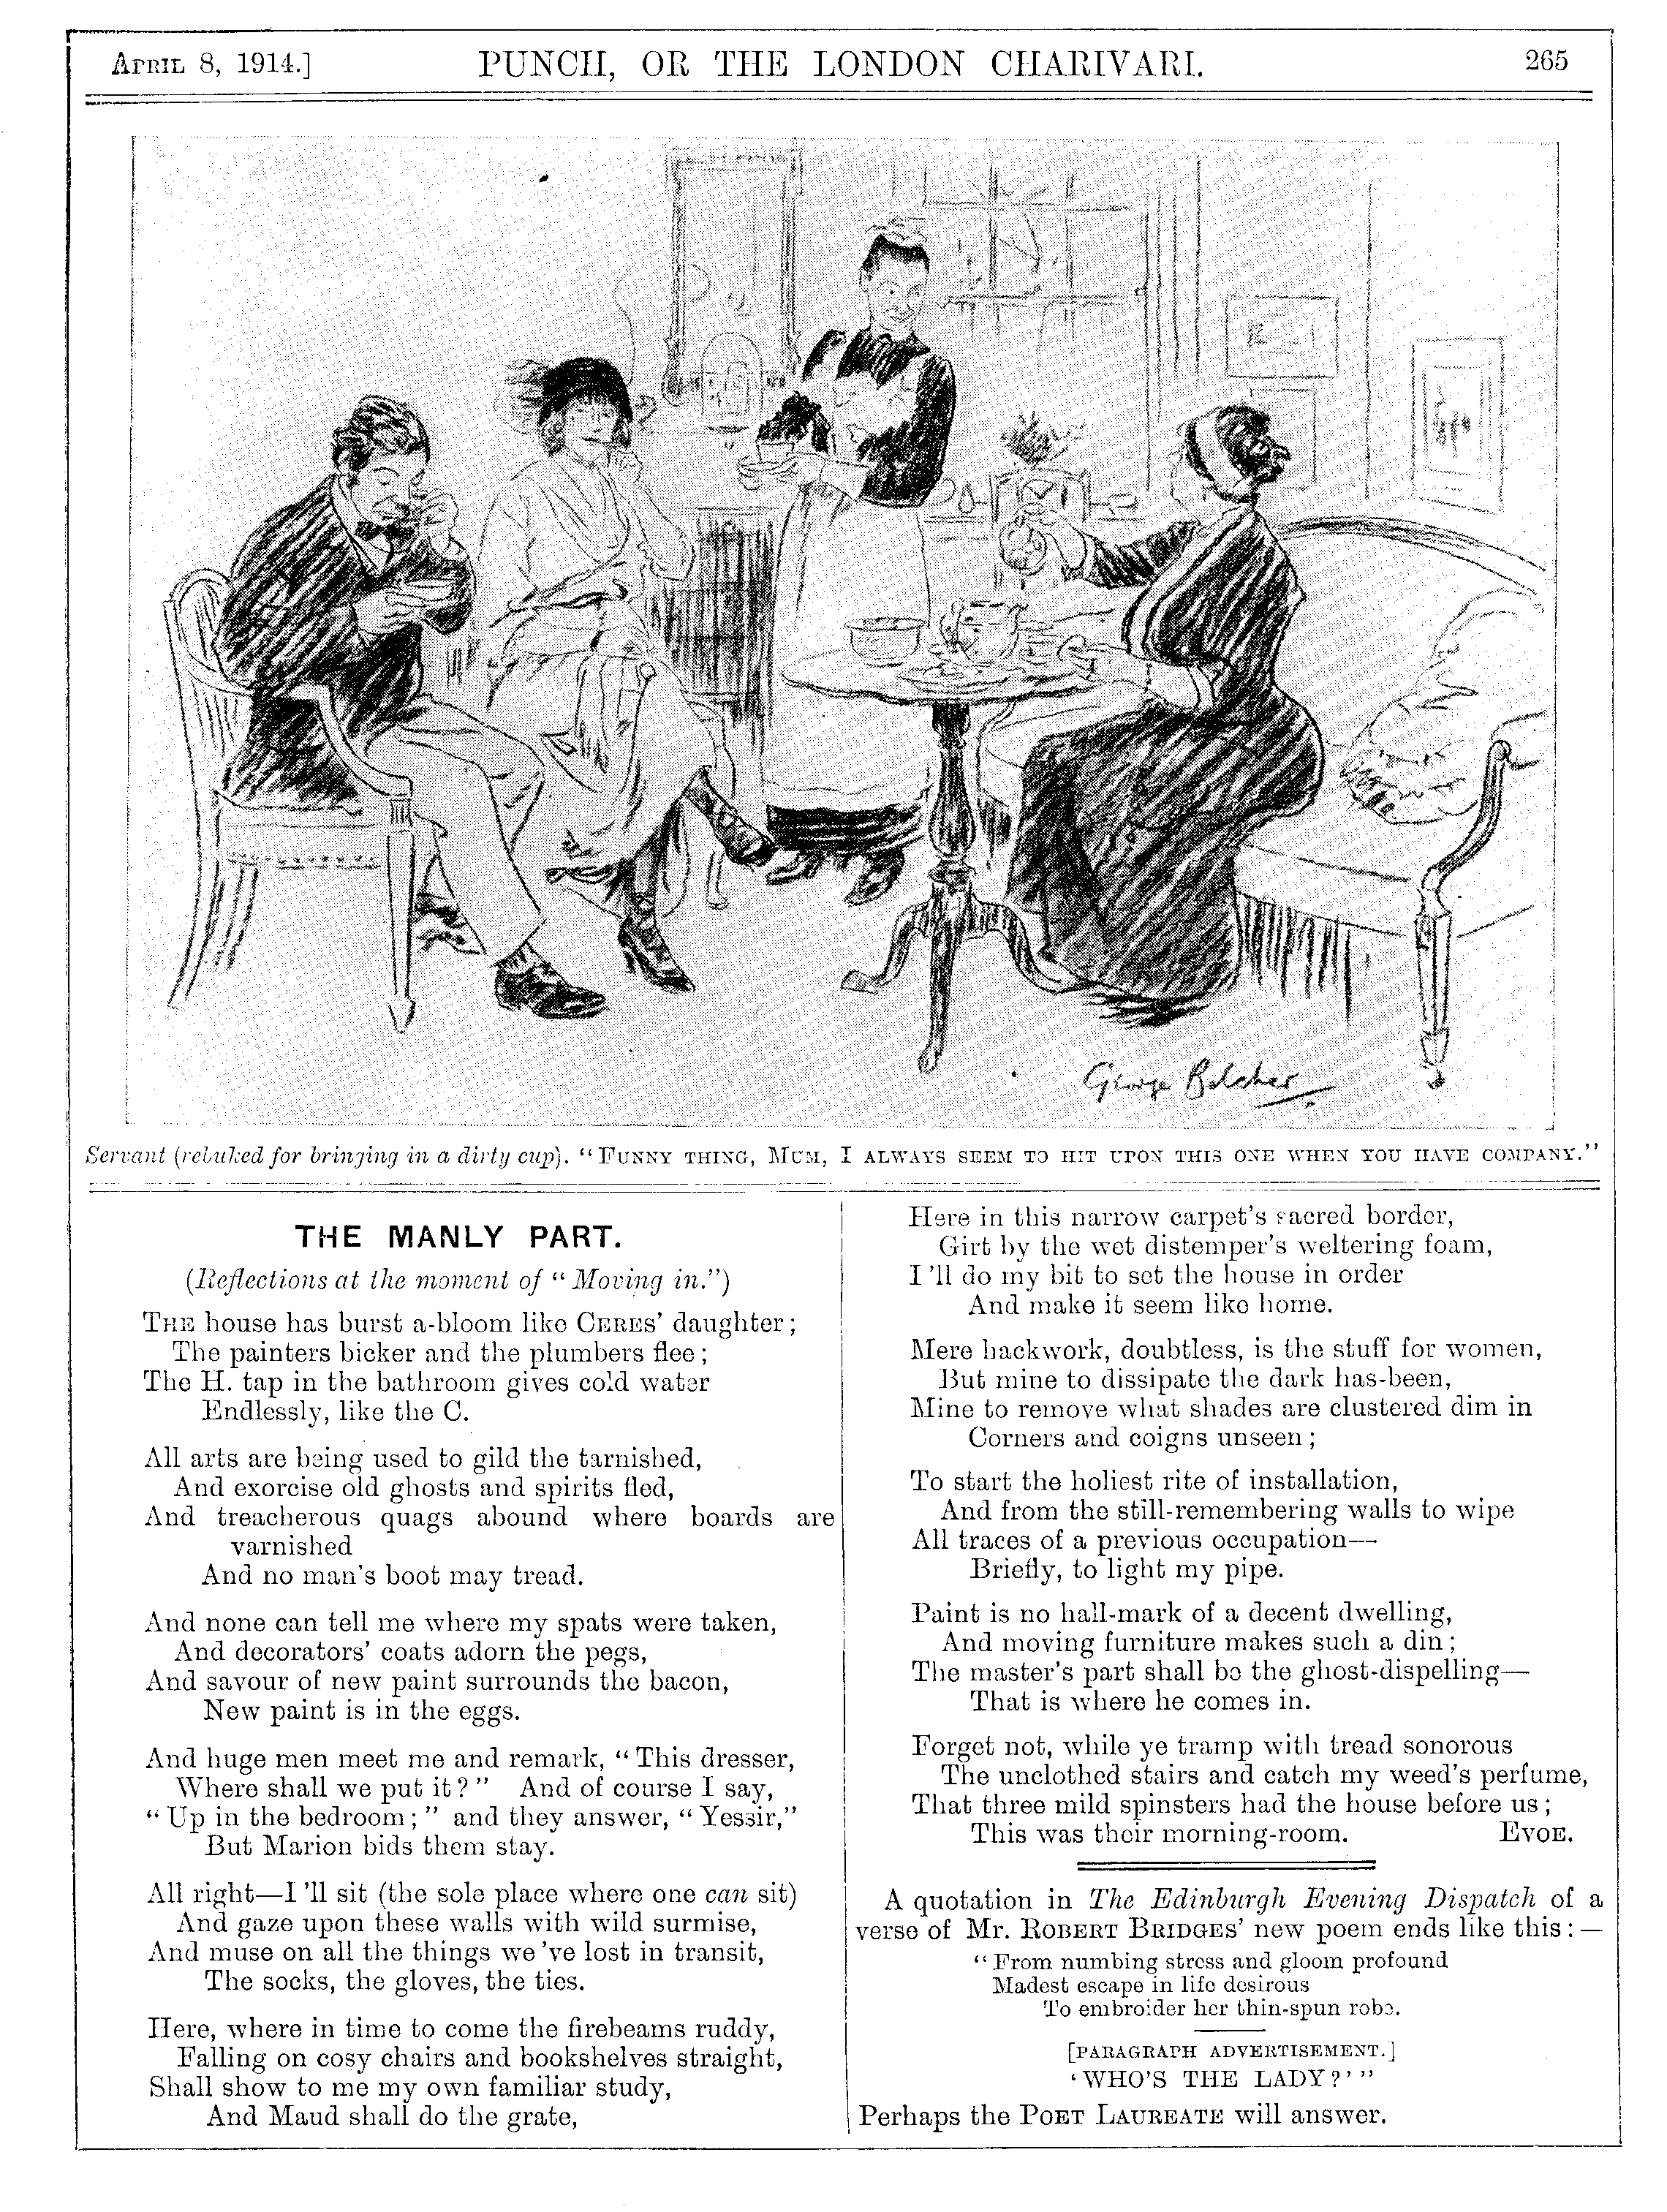 APRIL 8, 1914.] PUNCH, OR THE LONDON CHARIVARI. 265
George Belcher
Servant (rebuked for bringing in a dirty cup). "FUNNY THING, MUM, I ALWAYS SEEM TO HIT UPON THIS ONE WHEN YOU HAVE COMPANY."
THE MANLY PART.
(Reflections at the moment of "Moving in.")
THE house has burst a-bloom like CERES' daughter;
The painters bicker and the plumbers flee;
The H. tap in the bathroom gives cold water
Endlessly, like the C.
All arts are being used to gild the tarnished,
And exorcise old ghosts and spirits fled,
And treacherous quags abound where boards are
varnished
And no man's boot may tread.
And none can tell me where my spats were taken,
And decorators' coats adorn the pegs,
And savour of new paint surrounds the bacon,
New paint is in the eggs.
And huge men meet me and remark, "This dresser,
Where shall we put it?" And of course I say,
"Up in the bedroom;" and they answer, "Yessir,"
But Marion bids them stay.
All right—I'll sit (the sole place where one can sit)
And gaze upon these walls with wild surmise,
And muse on all the things we've lost in transit,
The socks, the gloves, the ties.
Here, where in time to come the firebeams ruddy,
Falling on cosy chairs and bookshelves straight,
Shall show to me my own familiar study,
And Maud shall do the grate,
Here in this narrow carpet's sacred border,
Girt by the wet distemper's weltering foam,
I'll do my bit to set the house in order
And make it seem like home.
Mere hackwork, doubtless, is the stuff for women,
But mine to dissipate the dark has-been,
Mine to remove what shades are clustered dim in
Corners and coigns unseen;
To start the holiest rite of installation,
And from the still-remembering walls to wipe
All traces of a previous occupation—
Briefly, to light my pipe.
Paint is no hall-mark of a decent dwelling,
And moving furniture makes such a din;
The master's part shall be the ghost-dispelling—
That is where he comes in.
Forget not, while ye tramp with tread sonorous
The unclothed stairs and catch my weed's perfume,
That three mild spinsters had the house before us;
This was their morning-room. EVOE.
A quotation in The Edinburgh Evening Dispatch of a
verse of Mr. ROBERT BRIDGES' new poem ends like this:—
"From numbing stress and gloom profound
Madest escape in life desirous
To embroider her thin-spun robe.
[PARAGRAPH ADVERTISEMENT.]
'WHO'S THE LADY?'"
Perhaps the POET LAUREATE will answer.